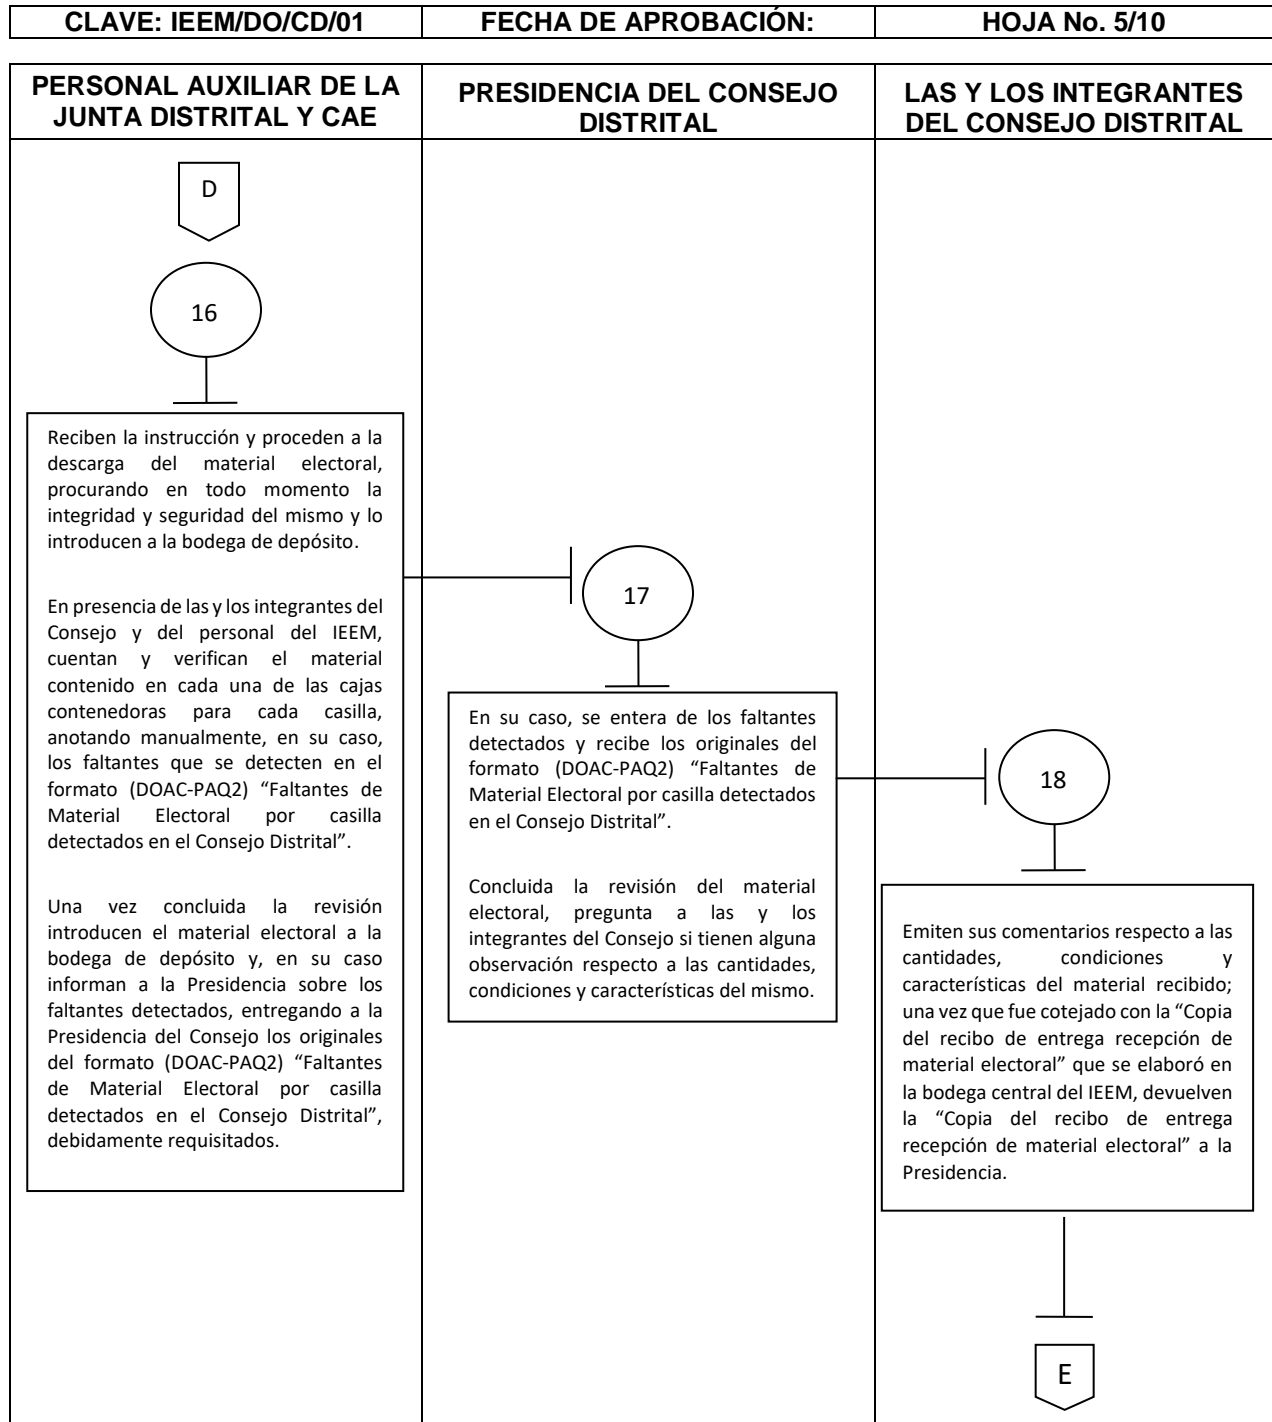 CLAVE: IEEM/DO/CD/01 FECHA DE APROBACIÓN: HOJA No. 5/10
PERSONAL AUXILIAR DE LA
JUNTA DISTRITAL Y CAE
PRESIDENCIA DEL CONSEJO
DISTRITAL
LAS Y LOS INTEGRANTES
DEL CONSEJO DISTRITAL
D
16
Reciben la instrucción y proceden a la
descarga del material electoral,
procurando en todo momento la
integridad y seguridad del mismo y lo
introducen a la bodega de depósito.
En presencia de las y los integrantes del
Consejo y del personal del IEEM,
cuentan y verifican el material
contenido en cada una de las cajas
contenedoras para cada casilla,
anotando manualmente, en su caso,
los faltantes que se detecten en el
formato (DOAC-PAQ2) “Faltantes de
Material Electoral por casilla
detectados en el Consejo Distrital”.
Una vez concluida la revisión
introducen el material electoral a la
bodega de depósito y, en su caso
informan a la Presidencia sobre los
faltantes detectados, entregando a la
Presidencia del Consejo los originales
del formato (DOAC-PAQ2) “Faltantes
de Material Electoral por casilla
detectados en el Consejo Distrital”,
debidamente requisitados.
17
En su caso, se entera de los faltantes
detectados y recibe los originales del
formato (DOAC-PAQ2) “Faltantes de
Material Electoral por casilla detectados
en el Consejo Distrital”.
Concluida la revisión del material
electoral, pregunta a las y los
integrantes del Consejo si tienen alguna
observación respecto a las cantidades,
condiciones y características del mismo.
18
Emiten sus comentarios respecto a las
cantidades, condiciones y
características del material recibido;
una vez que fue cotejado con la “Copia
del recibo de entrega recepción de
material electoral” que se elaboró en
la bodega central del IEEM, devuelven
la “Copia del recibo de entrega
recepción de material electoral” a la
Presidencia.
E